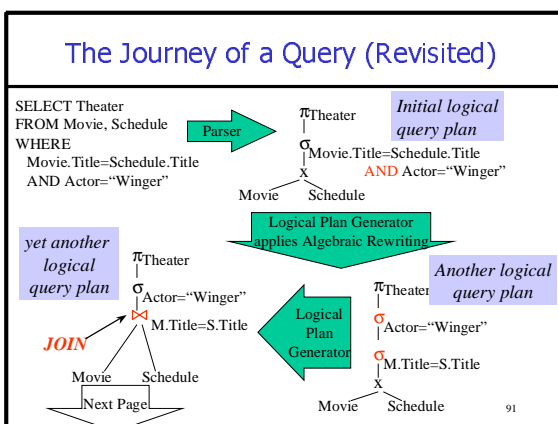 The Journey of a Query (Revisited)
SELECT Theater
FROM Movie, Schedule
WHERE
Movie.Title=Schedule.Title
AND Actor=“Winger”
Parser
πTheater
σMovie.Title=Schedule.Title
AND Actor=“Winger”
x
Movie Schedule
Initial logical
query plan
Logical Plan Generator
applies Algebraic Rewriting
Another logical
query plan
πTheater
σActor=“Winger”
σM.Title=S.Title
x
Movie Schedule
Logical
Plan
Generator
yet another
logical
query plan
πTheater
σActor=“Winger”
⋈ M.Title=S.Title
JOIN
Movie Schedule
Next Page
91